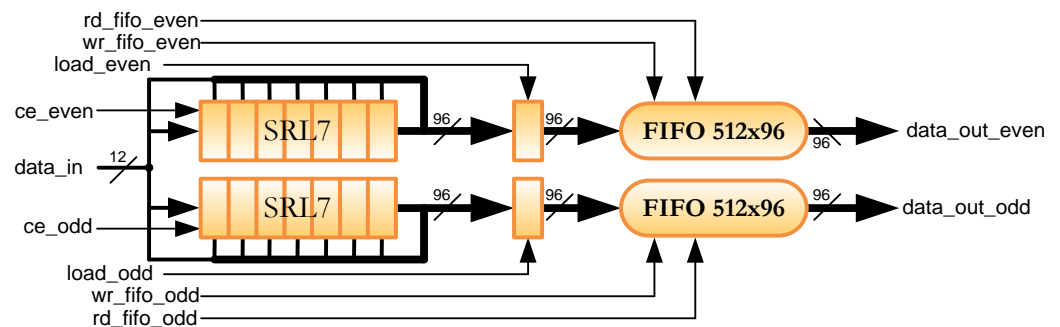 rd_fifo_even
wr_fifo_even
load_even
ce_even
SRL7
96
96
FIFO 512x96
96
data_out_even
data_in
12
ce_odd
SRL7
96
96
FIFO 512x96
96
data_out_odd
load_odd
wr_fifo_odd
rd_fifo_odd